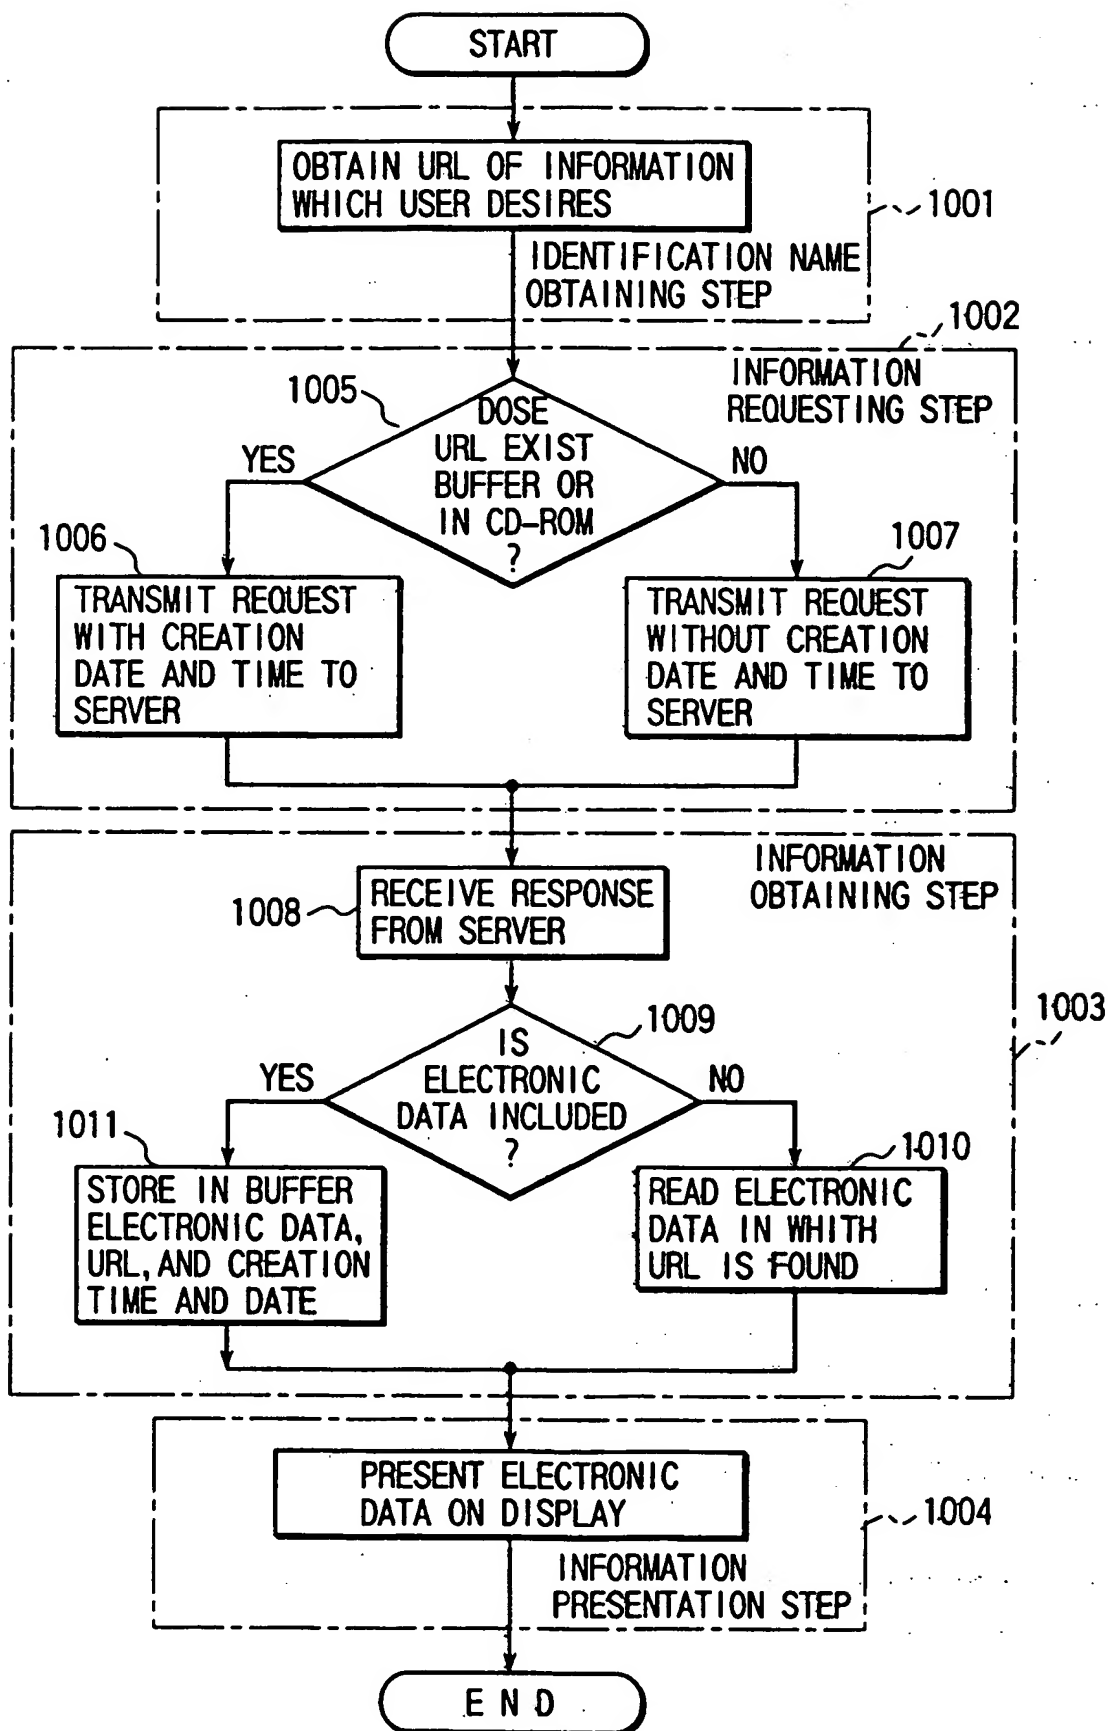 START
OBTAIN URL OF INFORMATION
WHICH USER DESIRES
1001
IDENTIFICATION NAME
OBTAINING STEP
1002
INFORMATION
REQUESTING STEP
1005
DOSE
URL EXIST
BUFFER OR
IN CD-ROM
?
YES
NO
1006
TRANSMIT REQUEST
WITH CREATION
DATE AND TIME TO
SERVER
1007
TRANSMIT REQUEST
WITHOUT CREATION
DATE AND TIME TO
SERVER
INFORMATION
OBTAINING STEP
1008
RECEIVE RESPONSE
FROM SERVER
1003
1009
IS
ELECTRONIC
DATA INCLUDED
?
YES
NO
1011
STORE IN BUFFER
ELECTRONIC DATA,
URL, AND CREATION
TIME AND DATE
1010
READ ELECTRONIC
DATA IN WHITH
URL IS FOUND
PRESENT ELECTRONIC
DATA ON DISPLAY
1004
INFORMATION
PRESENTATION STEP
END